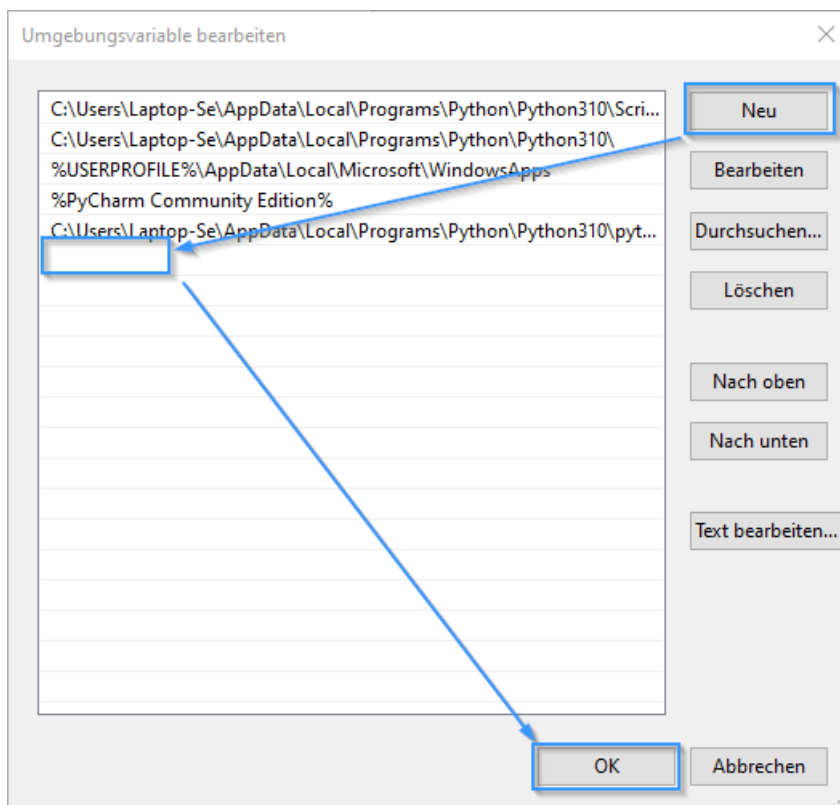 Umgebungsvariable bearbeiten
C:\Users\Laptop-Se\AppData\Local\Programs\Python\Python310\Scri...
C:\Users\Laptop-Se\AppData\Local\Programs\Python\Python310\
%USERPROFILE%\AppData\Local\Microsoft\WindowsApps
%PyCharm Community Edition%
C:\Users\Laptop-Se\AppData\Local\Programs\Python\Python310\pyt...
Neu
Bearbeiten
Durchsuchen...
Löschen
Nach oben
Nach unten
Text bearbeiten...
OK
Abbrechen